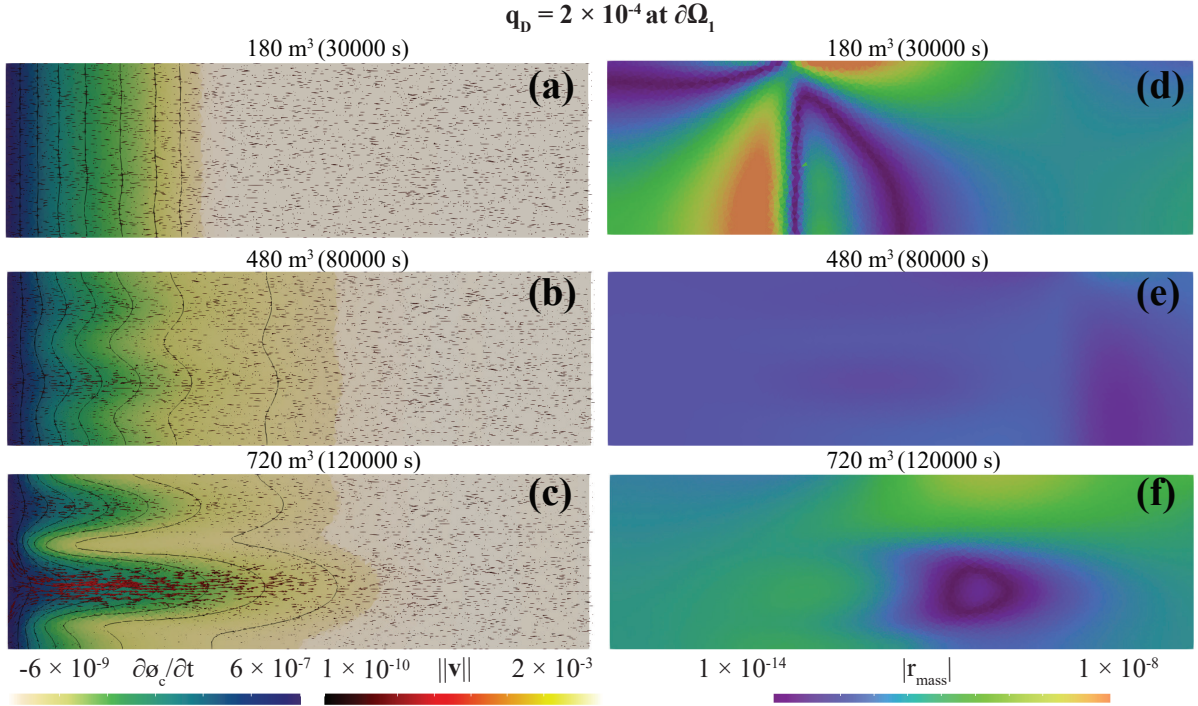 q_D = 2 × 10⁻⁴ at ∂Ω₁
180 m³ (30000 s)
180 m³ (30000 s)
(a)
(d)
480 m³ (80000 s)
480 m³ (80000 s)
(b)
(e)
720 m³ (120000 s)
720 m³ (120000 s)
(c)
(f)
-6 × 10⁻⁹ ∂ø_c/∂t 6 × 10⁻⁷
1 × 10⁻¹⁰ ||v|| 2 × 10⁻³
1 × 10⁻¹⁴ |r_mass| 1 × 10⁻⁸